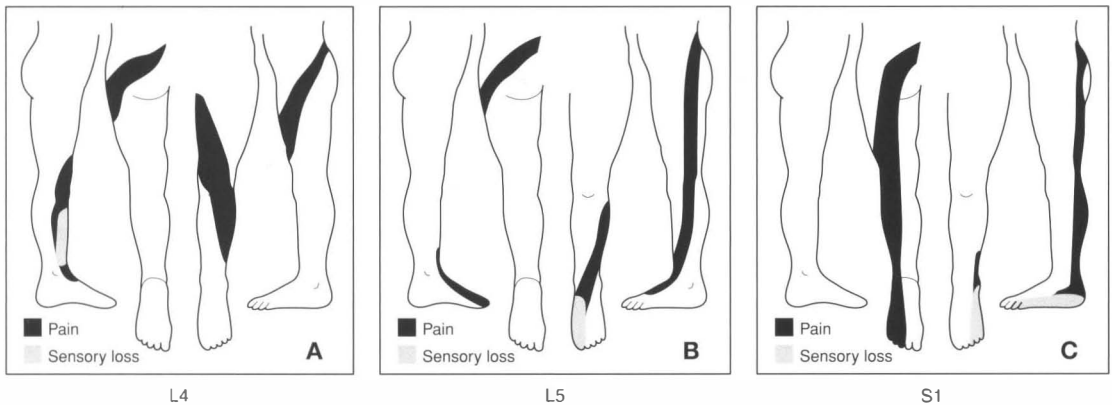 Pain
Sensory loss
A
L4
Pain
Sensory loss
B
L5
Pain
Sensory loss
C
S1